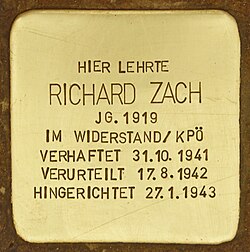 HIER LEHRTE
RICHARD ZACH
JG. 1919
IM WIDERSTAND/KPÖ
VERHAFTET 31.10.1941
VERURTEILT 17.8.1942
HINGERICHTET 27.1.1943